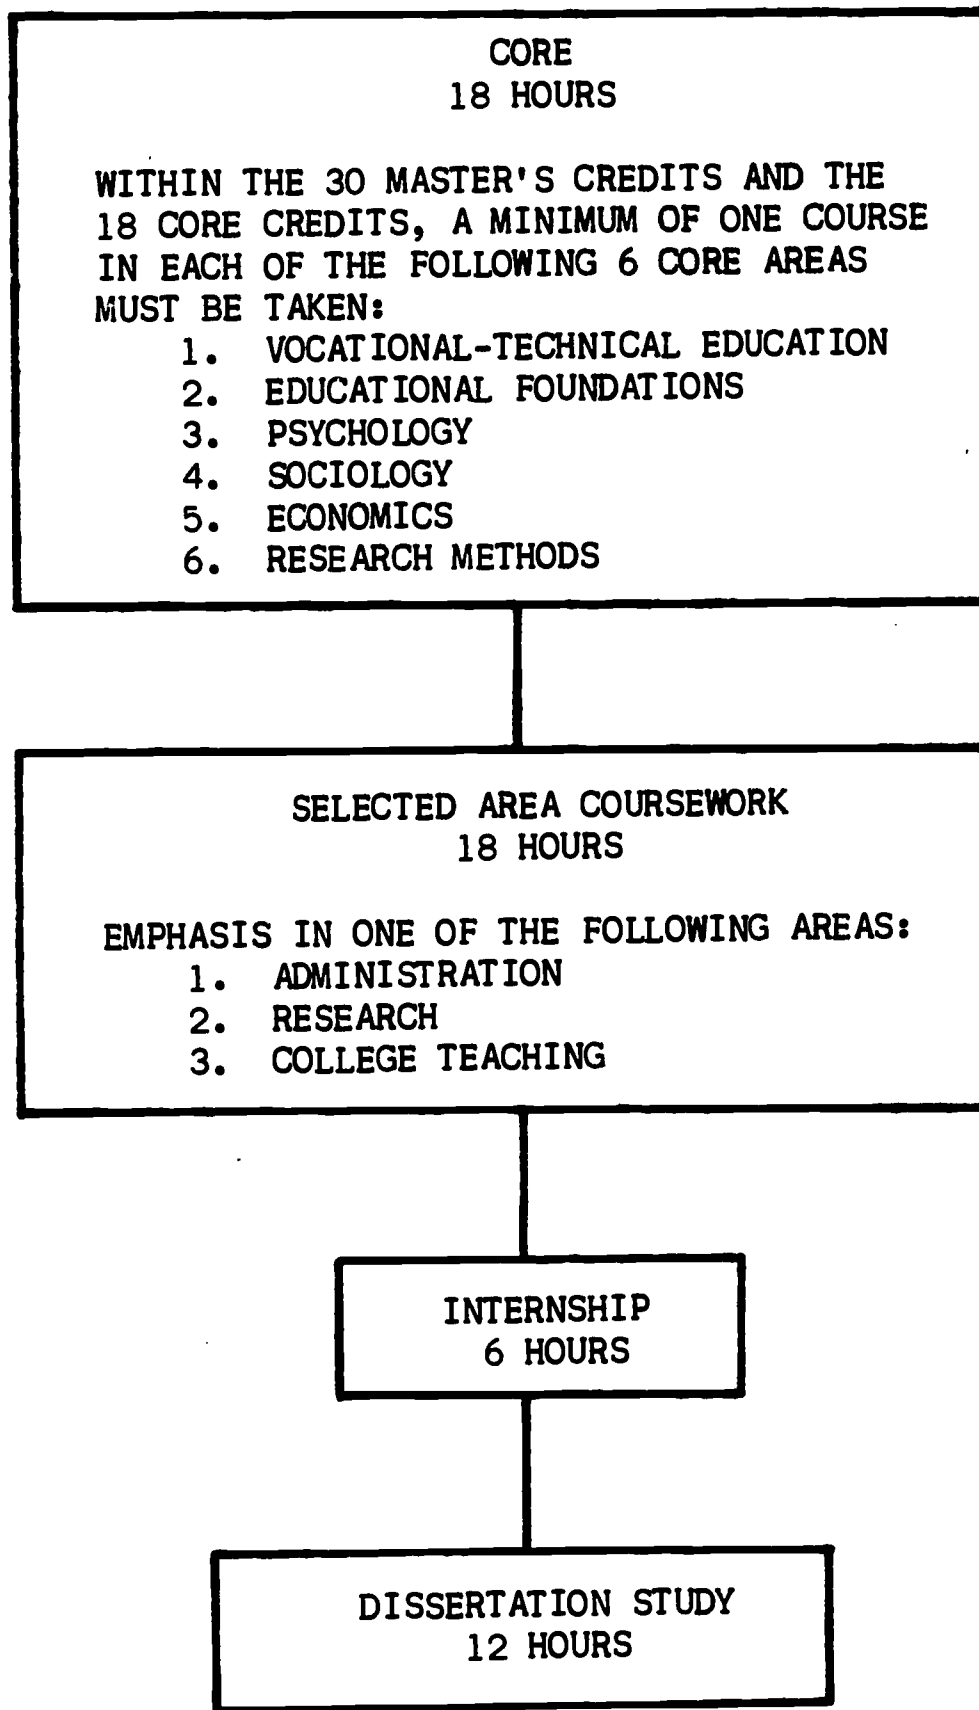 CORE
18 HOURS
WITHIN THE 30 MASTER'S CREDITS AND THE
18 CORE CREDITS, A MINIMUM OF ONE COURSE
IN EACH OF THE FOLLOWING 6 CORE AREAS
MUST BE TAKEN:
1. VOCATIONAL-TECHNICAL EDUCATION
2. EDUCATIONAL FOUNDATIONS
3. PSYCHOLOGY
4. SOCIOLOGY
5. ECONOMICS
6. RESEARCH METHODS
SELECTED AREA COURSEWORK
18 HOURS
EMPHASIS IN ONE OF THE FOLLOWING AREAS:
1. ADMINISTRATION
2. RESEARCH
3. COLLEGE TEACHING
INTERNSHIP
6 HOURS
DISSERTATION STUDY
12 HOURS